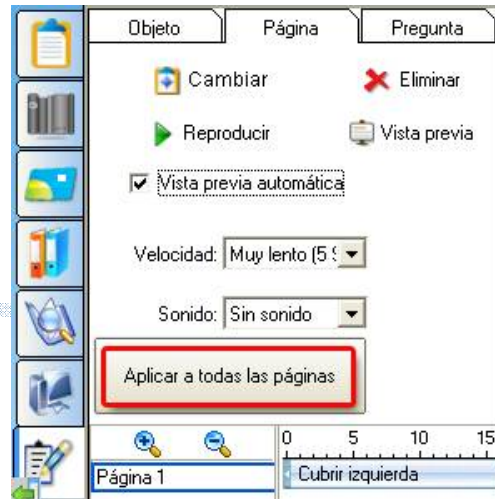 Objeto Página Pregunta
Cambiar Eliminar
Reproducir Vista previa
Vista previa automática
Velocidad: Muy lento (5 S
Sonido: Sin sonido
Aplicar a todas las páginas
0 5 10 15
Página 1 Cubrir izquierda